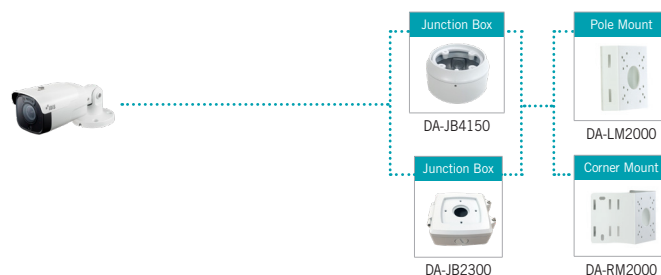 Junction Box
DA-JB4150
Pole Mount
DA-LM2000
Junction Box
DA-JB2300
Corner Mount
DA-RM2000